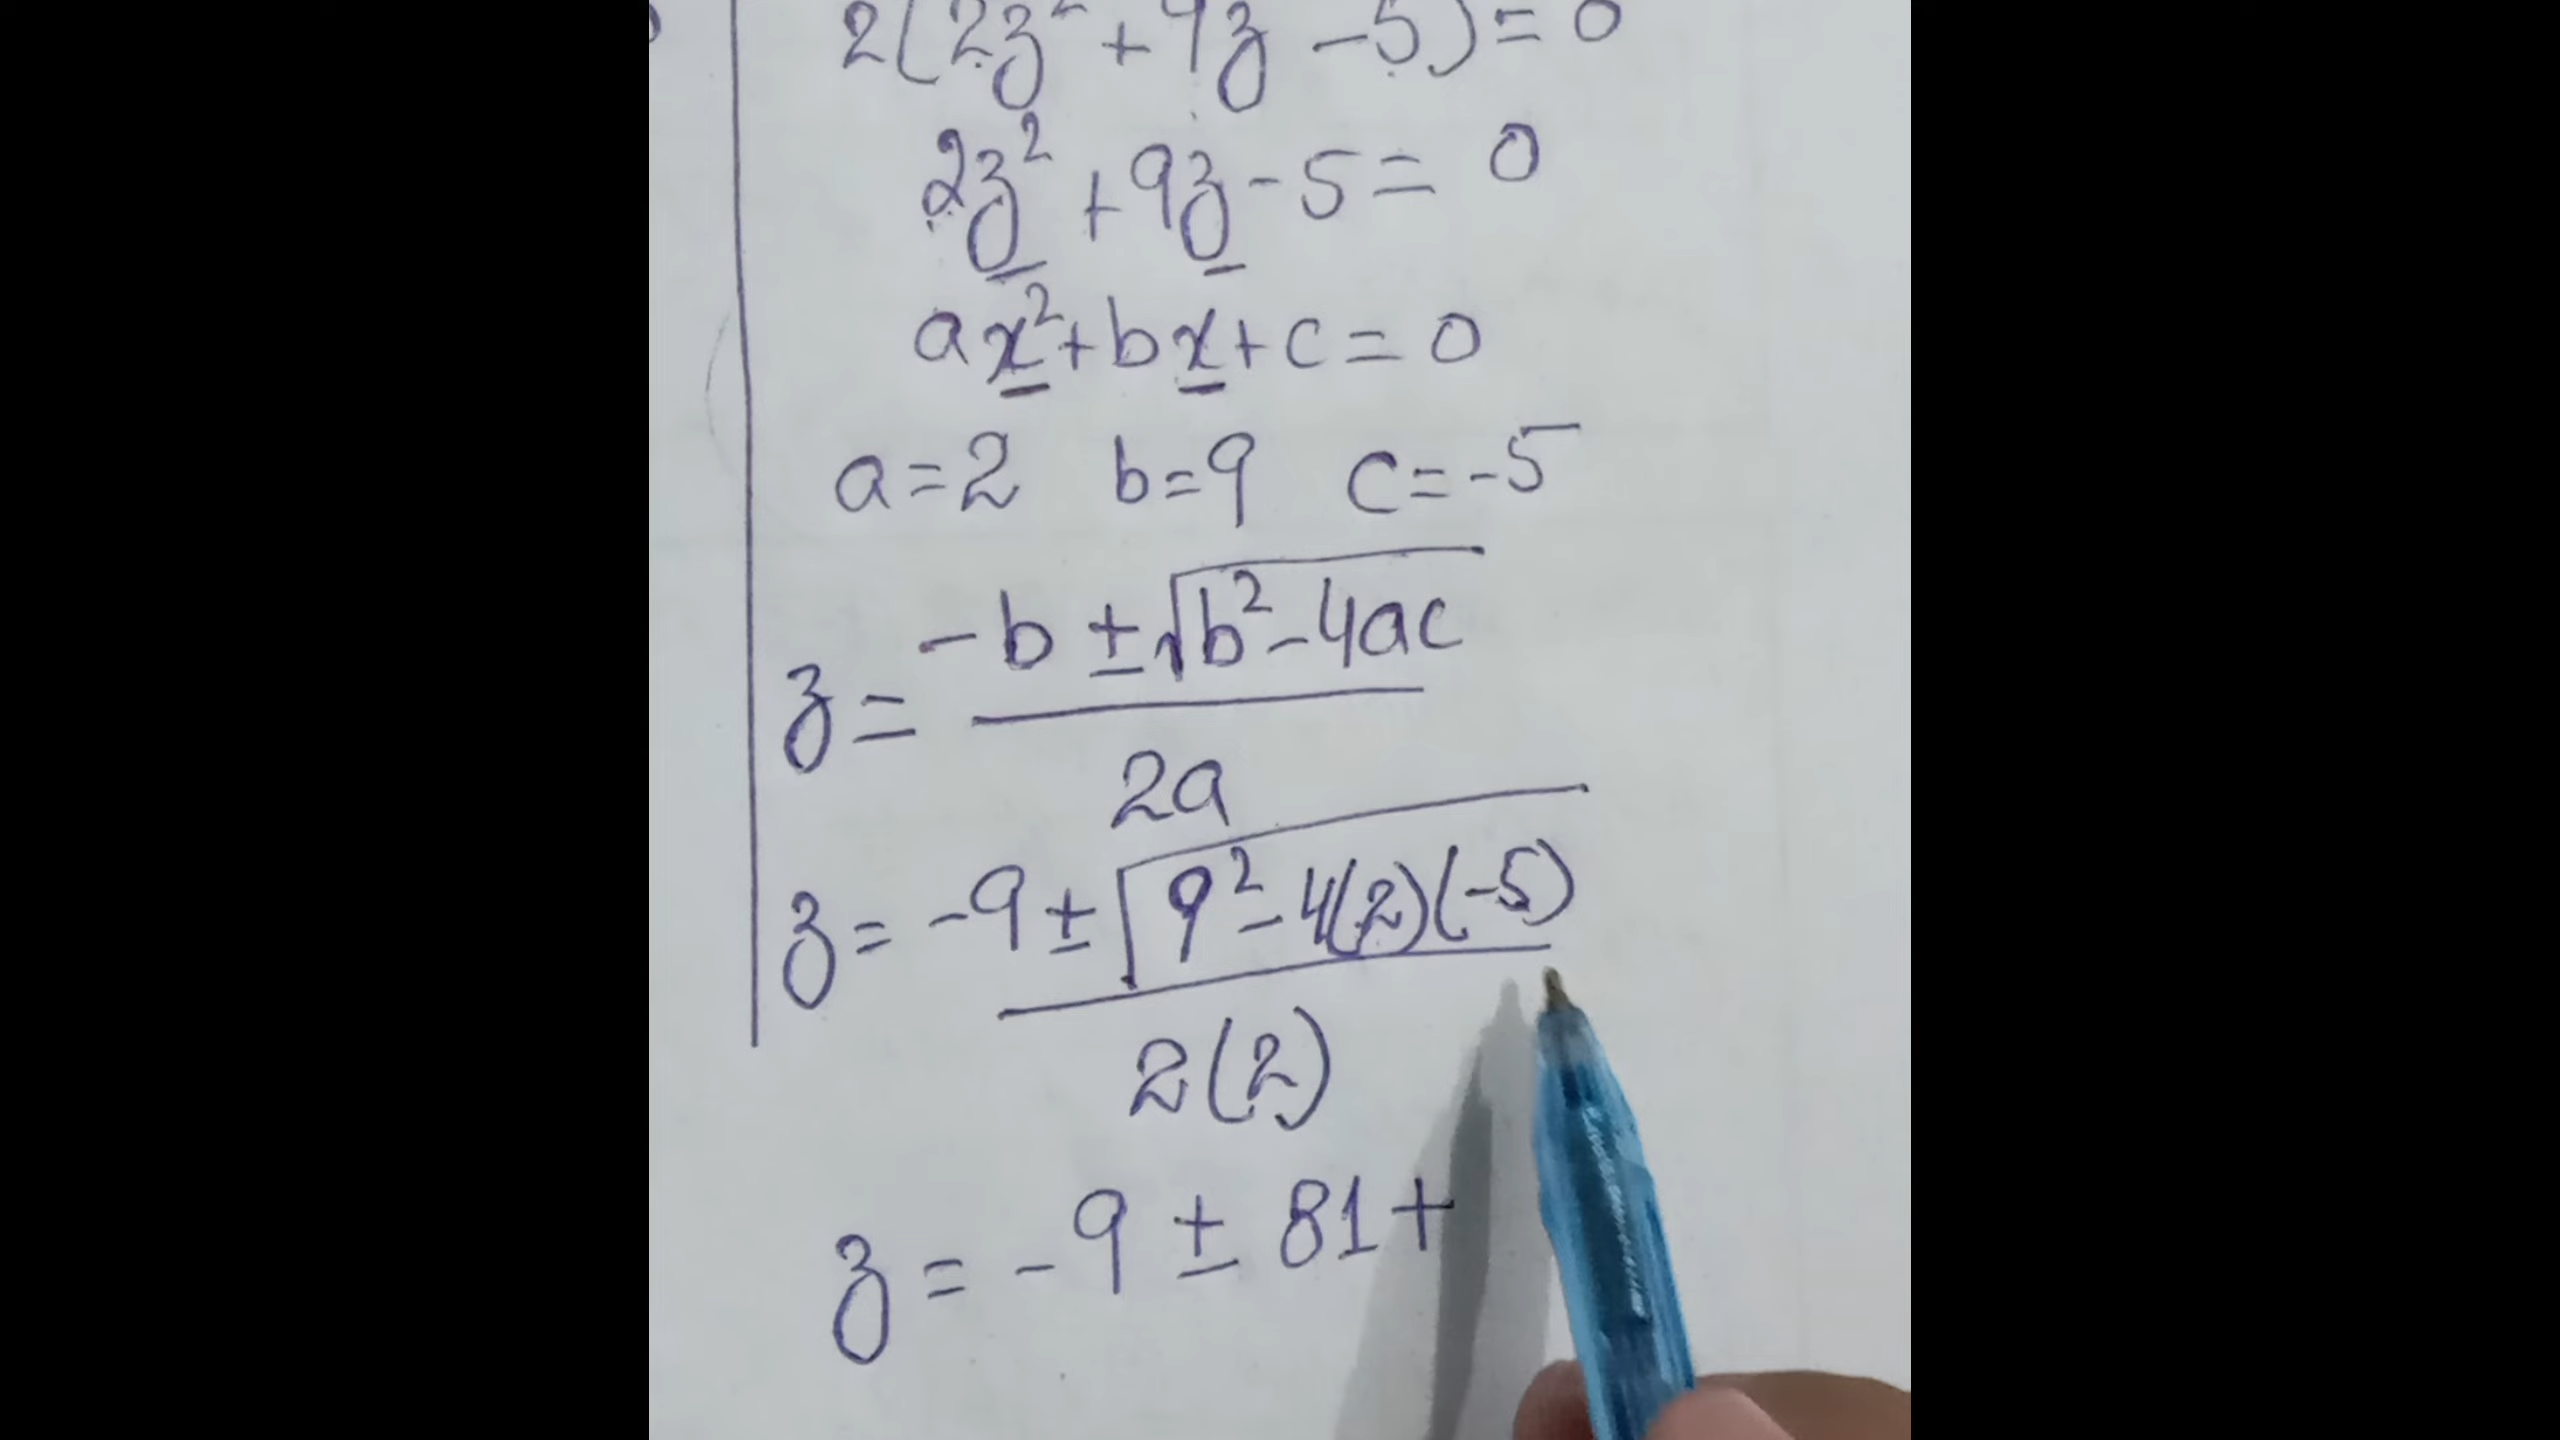 2(2z² + 9z - 5) = 0
2z² + 9z - 5 = 0
ax² + bx + c = 0
a = 2 b = 9 c = -5
z = (-b ± √(b² - 4ac)) / 2a
z = (-9 ± √(9² - 4(2)(-5))) / 2(2)
z = -9 ± 81 +